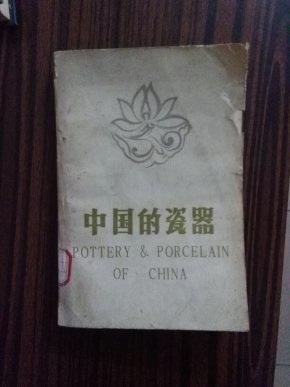 中国的瓷器
POTTERY & PORCELAIN
OF CHINA